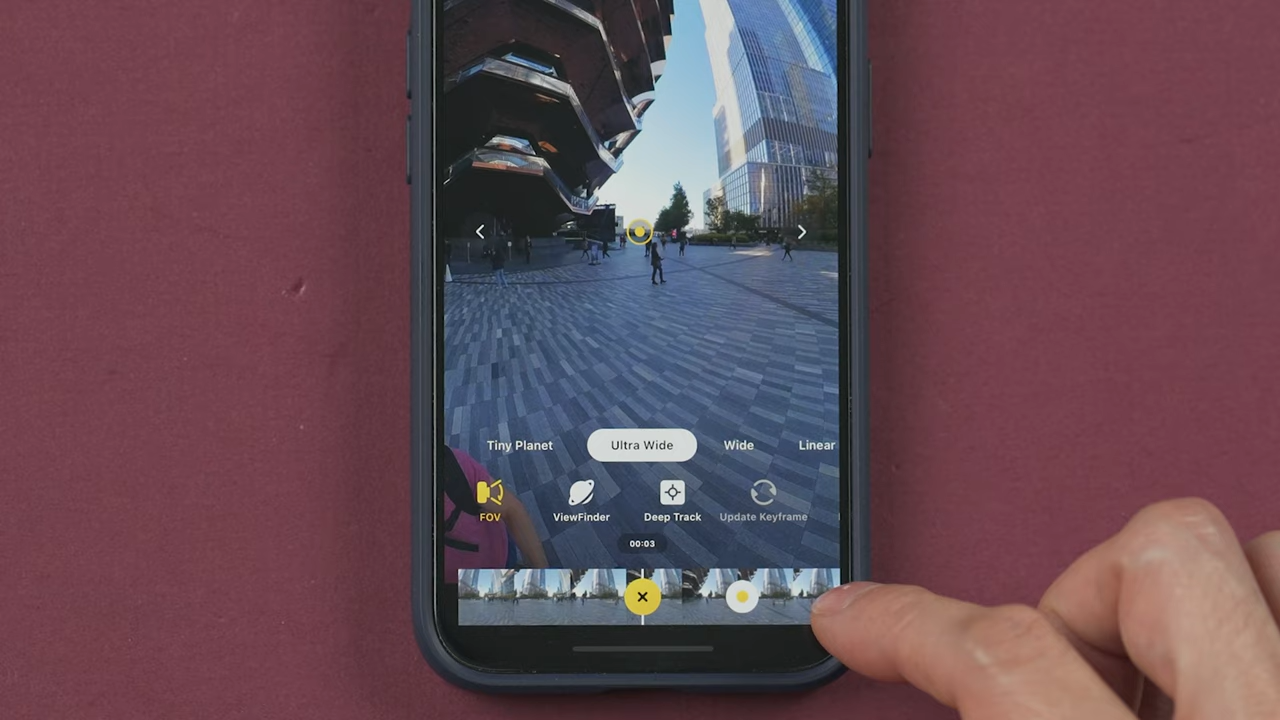 Tiny Planet
Ultra Wide
Wide
Linear
FOV
ViewFinder
Deep Track
Update Keyframe
00:03